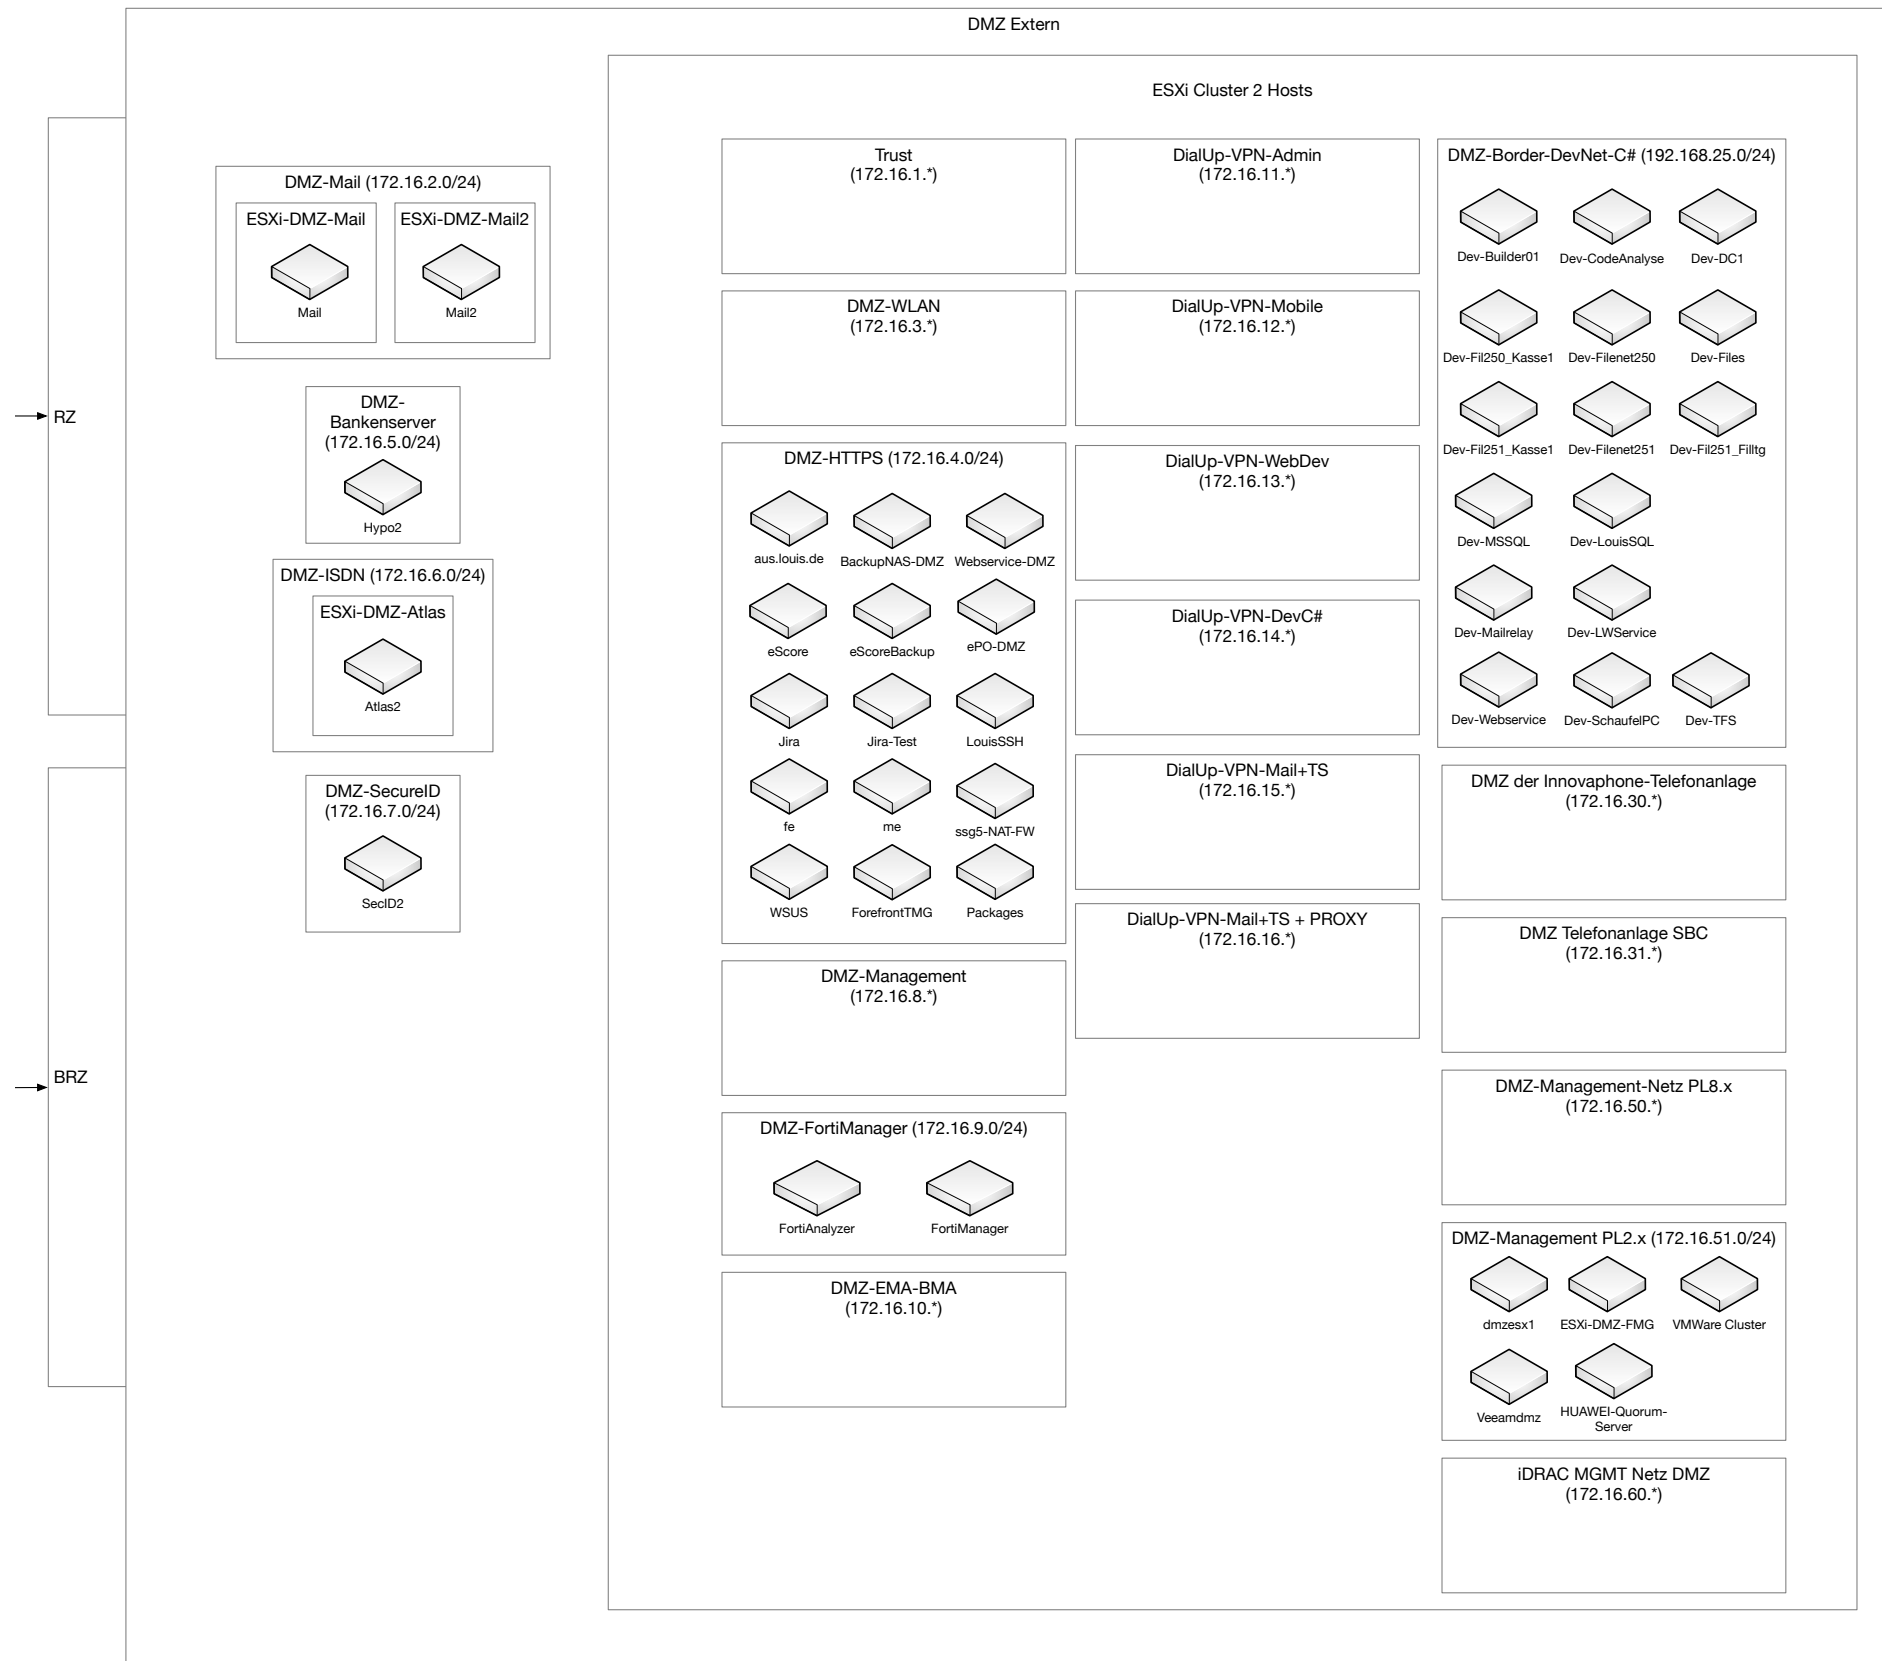 DMZ Extern
ESXi Cluster 2 Hosts
RZ
BRZ
DMZ-Mail (172.16.2.0/24)
ESXi-DMZ-Mail
ESXi-DMZ-Mail2
Mail
Mail2
DMZ-
Bankenserver
(172.16.5.0/24)
Hypo2
DMZ-ISDN (172.16.6.0/24)
ESXi-DMZ-Atlas
Atlas2
DMZ-SecureID
(172.16.7.0/24)
SecID2
Trust
(172.16.1.*)
DMZ-WLAN
(172.16.3.*)
DMZ-HTTPS (172.16.4.0/24)
aus.louis.de
BackupNAS-DMZ
Webservice-DMZ
eScore
eScoreBackup
ePO-DMZ
Jira
Jira-Test
LouisSSH
fe
me
ssg5-NAT-FW
WSUS
ForefrontTMG
Packages
DMZ-Management
(172.16.8.*)
DMZ-FortiManager (172.16.9.0/24)
FortiAnalyzer
FortiManager
DMZ-EMA-BMA
(172.16.10.*)
DialUp-VPN-Admin
(172.16.11.*)
DialUp-VPN-Mobile
(172.16.12.*)
DialUp-VPN-WebDev
(172.16.13.*)
DialUp-VPN-DevC#
(172.16.14.*)
DialUp-VPN-Mail+TS
(172.16.15.*)
DialUp-VPN-Mail+TS + PROXY
(172.16.16.*)
DMZ-Border-DevNet-C# (192.168.25.0/24)
Dev-Builder01
Dev-CodeAnalyse
Dev-DC1
Dev-Fil250_Kasse1
Dev-Filenet250
Dev-Files
Dev-Fil251_Kasse1
Dev-Filenet251
Dev-Fil251_Filltg
Dev-MSSQL
Dev-LouisSQL
Dev-Mailrelay
Dev-LWService
Dev-Webservice
Dev-SchaufelPC
Dev-TFS
DMZ der Innovaphone-Telefonanlage
(172.16.30.*)
DMZ Telefonanlage SBC
(172.16.31.*)
DMZ-Management-Netz PL8.x
(172.16.50.*)
DMZ-Management PL2.x (172.16.51.0/24)
dmzesx1
ESXi-DMZ-FMG
VMWare Cluster
Veeamdmz
HUAWEI-Quorum-
Server
iDRAC MGMT Netz DMZ
(172.16.60.*)